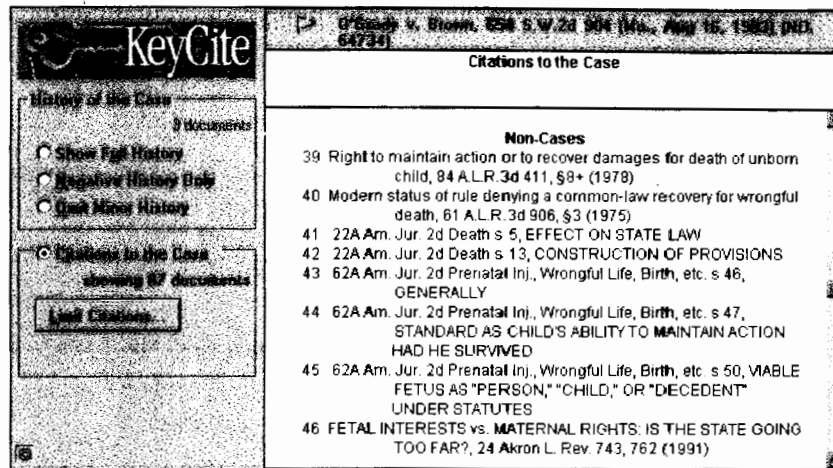 KeyCite
History of the Case
3 documents
Show Full History
Negative History Only
Omit Minor History
Citations to the Case
showing 67 documents
Limit Citations...
v. Brown, 654 S.W.2d 904 (Mo., Aug 16, 1983) (NO.
64734)
Citations to the Case
Non-Cases
39 Right to maintain action or to recover damages for death of unborn
child, 84 A.L.R.3d 411, §8+ (1978)
40 Modern status of rule denying a common-law recovery for wrongful
death, 61 A.L.R.3d 906, §3 (1975)
41 22A Am. Jur. 2d Death s 5, EFFECT ON STATE LAW
42 22A Am. Jur. 2d Death s 13, CONSTRUCTION OF PROVISIONS
43 62A Am. Jur. 2d Prenatal Inj., Wrongful Life, Birth, etc. s 46,
GENERALLY
44 62A Am. Jur. 2d Prenatal Inj., Wrongful Life, Birth, etc. s 47,
STANDARD AS CHILD'S ABILITY TO MAINTAIN ACTION
HAD HE SURVIVED
45 62A Am. Jur. 2d Prenatal Inj., Wrongful Life, Birth, etc. s 50, VIABLE
FETUS AS "PERSON," "CHILD," OR "DECEDENT"
UNDER STATUTES
46 FETAL INTERESTS vs. MATERNAL RIGHTS: IS THE STATE GOING
TOO FAR?, 24 Akron L. Rev. 743, 762 (1991)